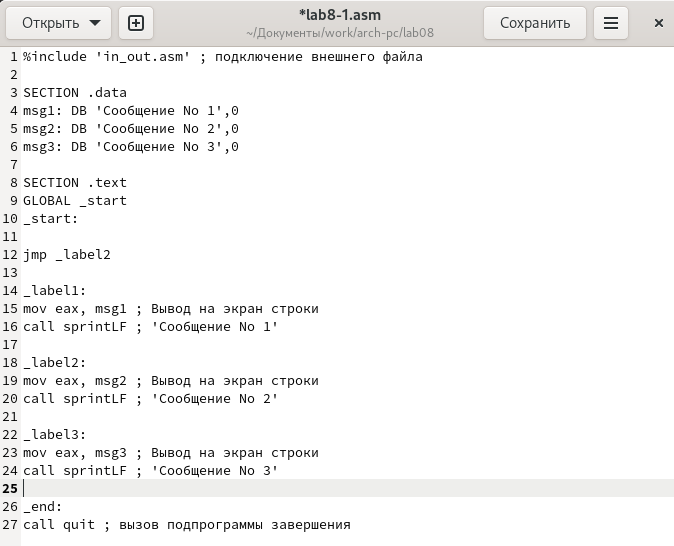 Открыть
*lab8-1.asm
~/Документы/work/arch-pc/lab08
Сохранить
1 %include 'in_out.asm' ; подключение внешнего файла
2
3 SECTION .data
4 msg1: DB 'Сообщение No 1',0
5 msg2: DB 'Сообщение No 2',0
6 msg3: DB 'Сообщение No 3',0
7
8 SECTION .text
9 GLOBAL _start
10 _start:
11
12 jmp _label2
13
14 _label1:
15 mov eax, msg1 ; Вывод на экран строки
16 call sprintLF ; 'Сообщение No 1'
17
18 _label2:
19 mov eax, msg2 ; Вывод на экран строки
20 call sprintLF ; 'Сообщение No 2'
21
22 _label3:
23 mov eax, msg3 ; Вывод на экран строки
24 call sprintLF ; 'Сообщение No 3'
25
26 _end:
27 call quit ; вызов подпрограммы завершения